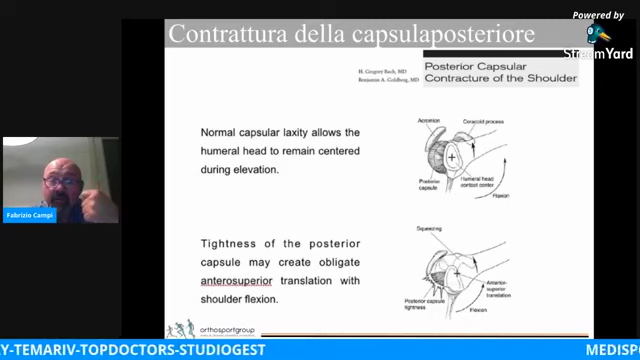 Powered by
StreamYard
Contrattura della capsulaposteriore
H. Gregory Bach, MD
Benjamin A. Goldberg, MD
Posterior Capsular
Contracture of the Shoulder
Normal capsular laxity allows the
humeral head to remain centered
during elevation.
Acromion
Coracoid process
Posterior
capsule
Humeral head
contact center
Flexion
Fabrizio Campi
Tightness of the posterior
capsule may create obligate
anterosuperior translation with
shoulder flexion.
Squeezing
Anterior-
superior
translation
Posterior capsule
tightness
Flexion
orthosportgroup
Y-TEMARIV-TOPDOCTORS-STUDIOGEST
MEDISP